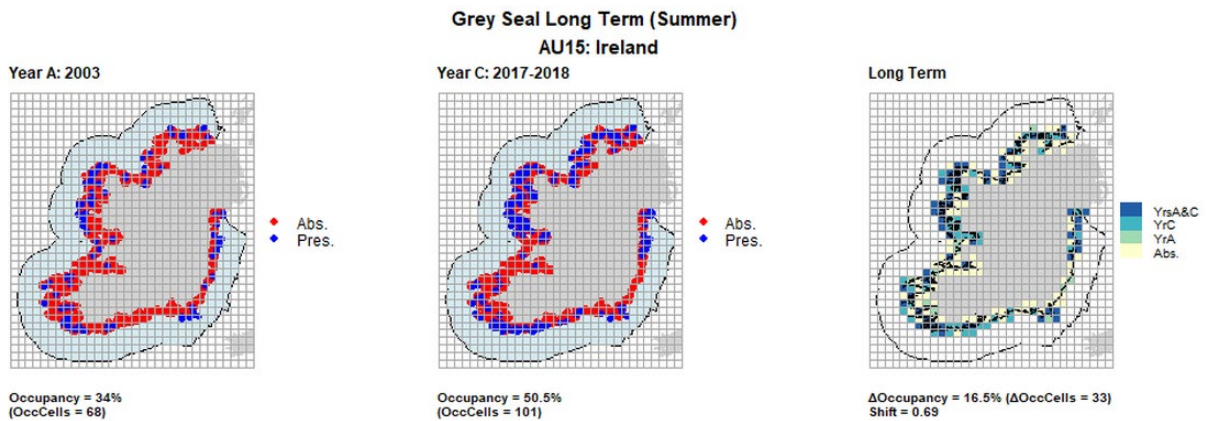 Grey Seal Long Term (Summer)
AU15: Ireland
Year A: 2003
Year C: 2017-2018
Long Term
Abs.
Pres.
Abs.
Pres.
YrsA&C
YrC
YrA
Abs.
Occupancy = 34%
(OccCells = 68)
Occupancy = 50.5%
(OccCells = 101)
ΔOccupancy = 16.5% (ΔOccCells = 33)
Shift = 0.69